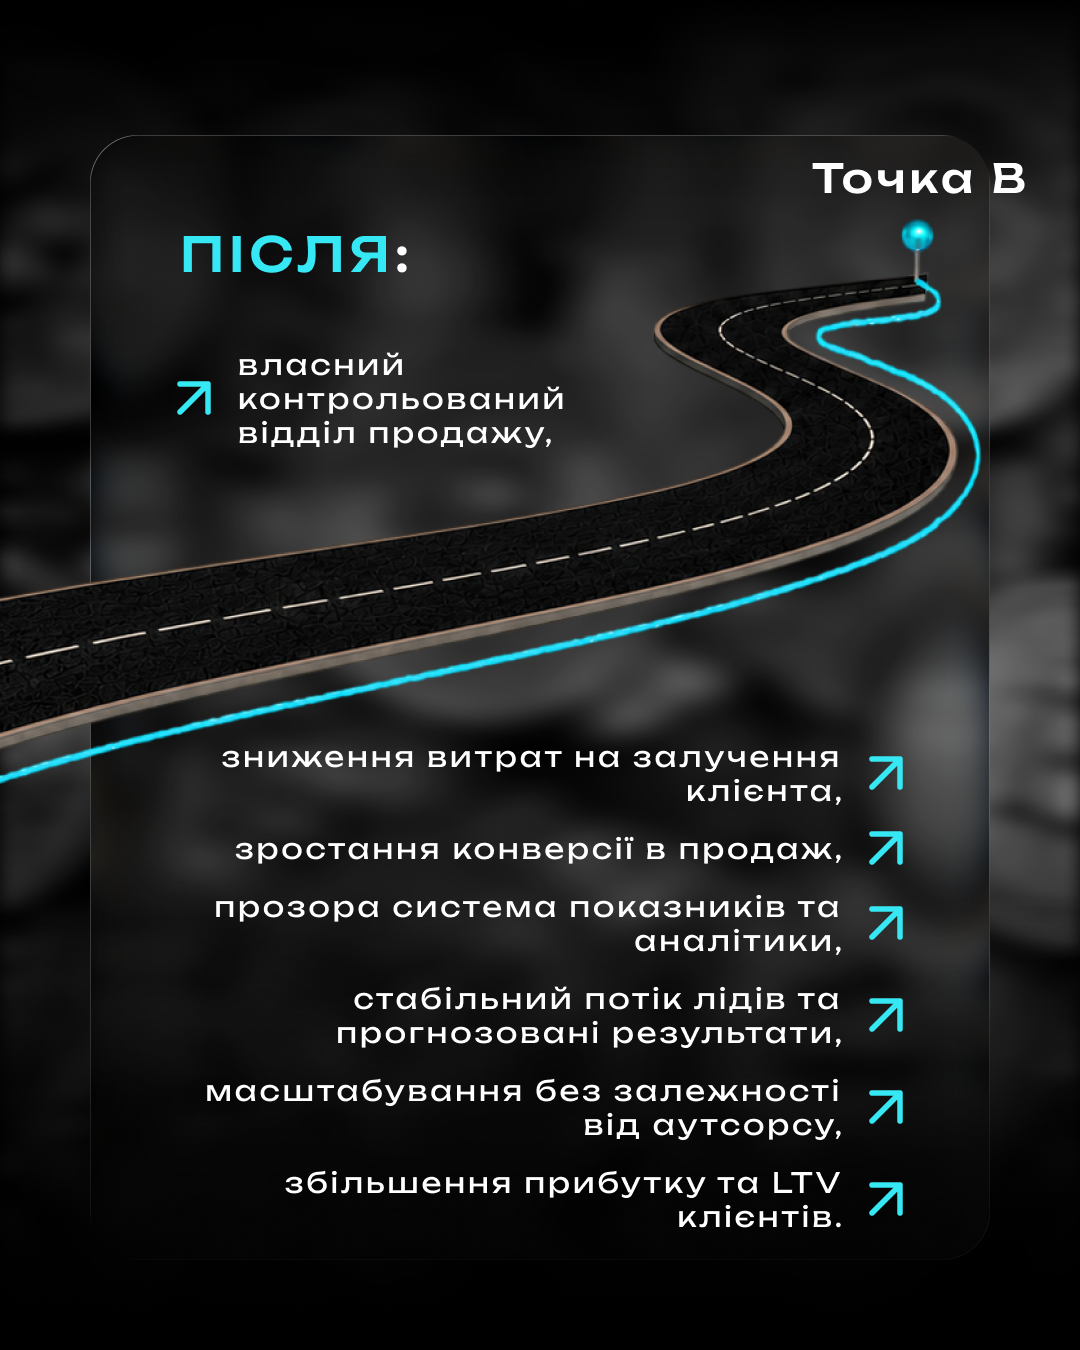 Точка В
ПІСЛЯ:
власний
контрольований
відділ продажу,
зниження витрат на залучення
клієнта,
зростання конверсії в продаж,
прозора система показників та
аналітики,
стабільний потік лідів та
прогнозовані результати,
масштабування без залежності
від аутсорсу,
збільшення прибутку та LTV
клієнтів.